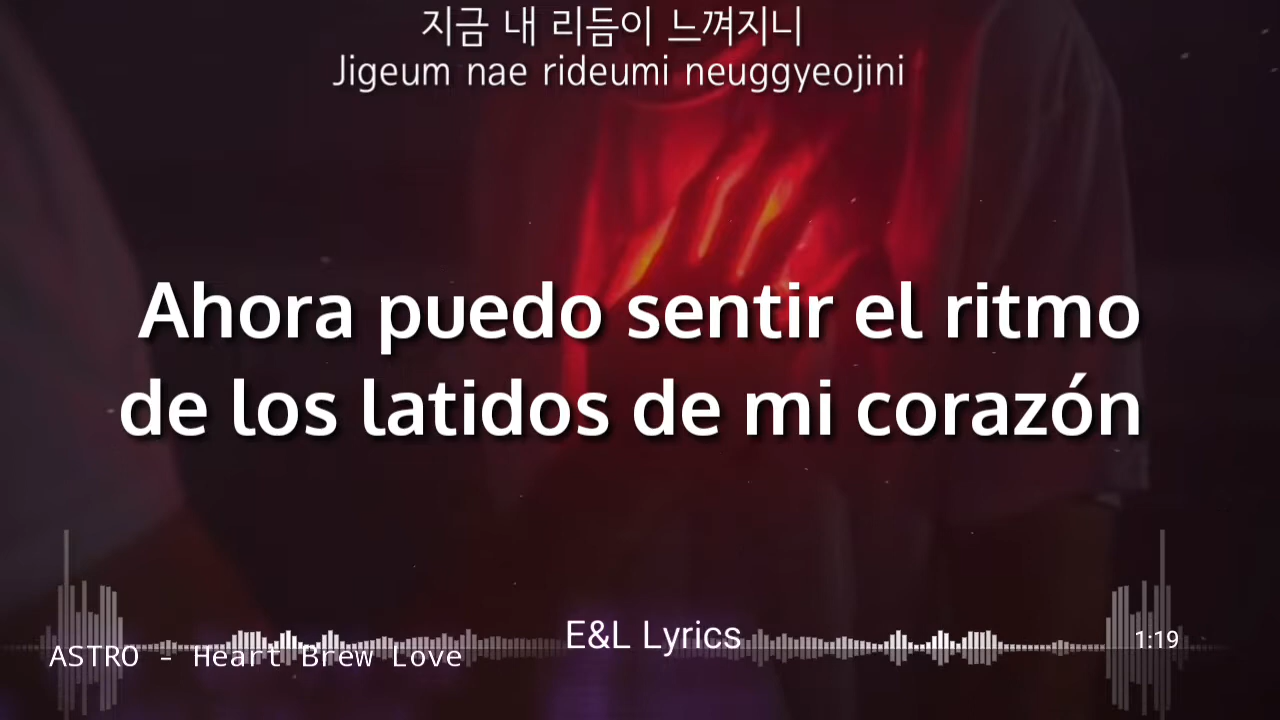 지금 내 리듬이 느껴지니
Jigeum nae rideumi neuggyeojini
Ahora puedo sentir el ritmo
de los latidos de mi corazón
E&L Lyrics
1:19
ASTRO - Heart Brew Love